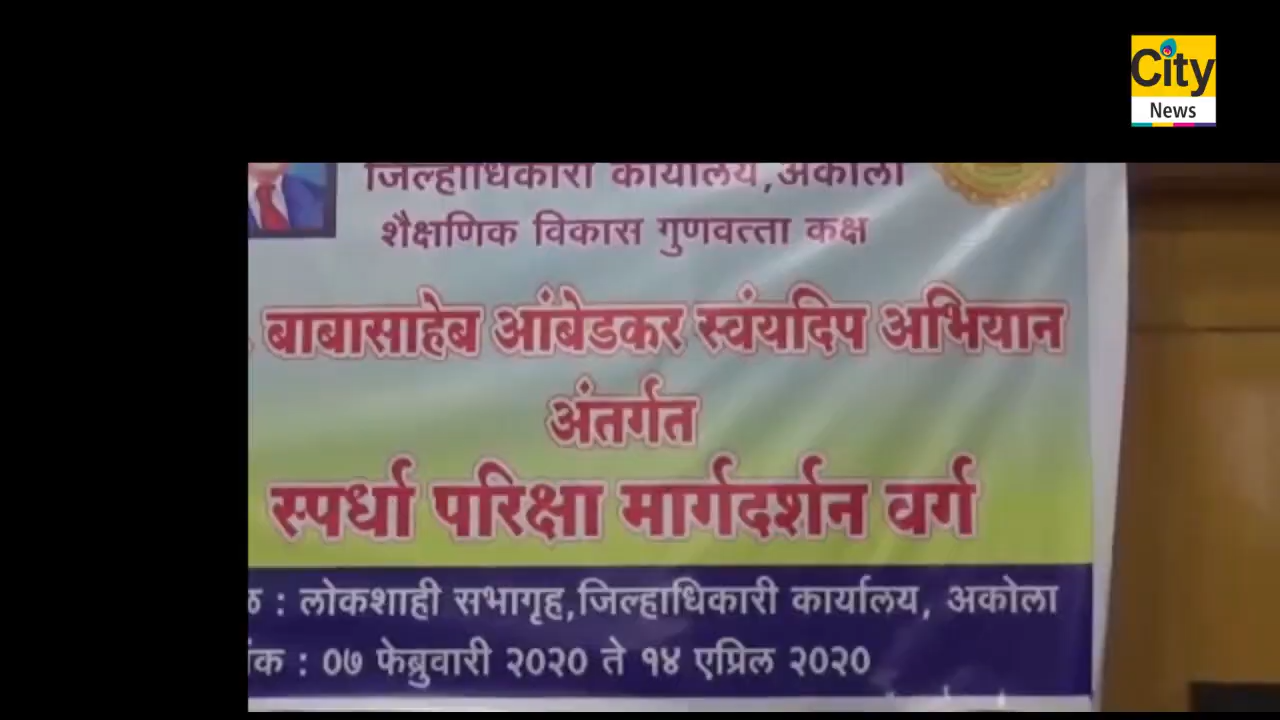 City
News
जिल्हाधिकारी कार्यालय,अकोला
शैक्षणिक विकास गुणवत्ता कक्ष
बाबासाहेब आंबेडकर स्वंयदिप अभियान
अंतर्गत
स्पर्धा परिक्षा मार्गदर्शन वर्ग
: लोकशाही सभागृह,जिल्हाधिकारी कार्यालय, अकोला
: ०७ फेब्रुवारी २०२० ते १४ एप्रिल २०२०